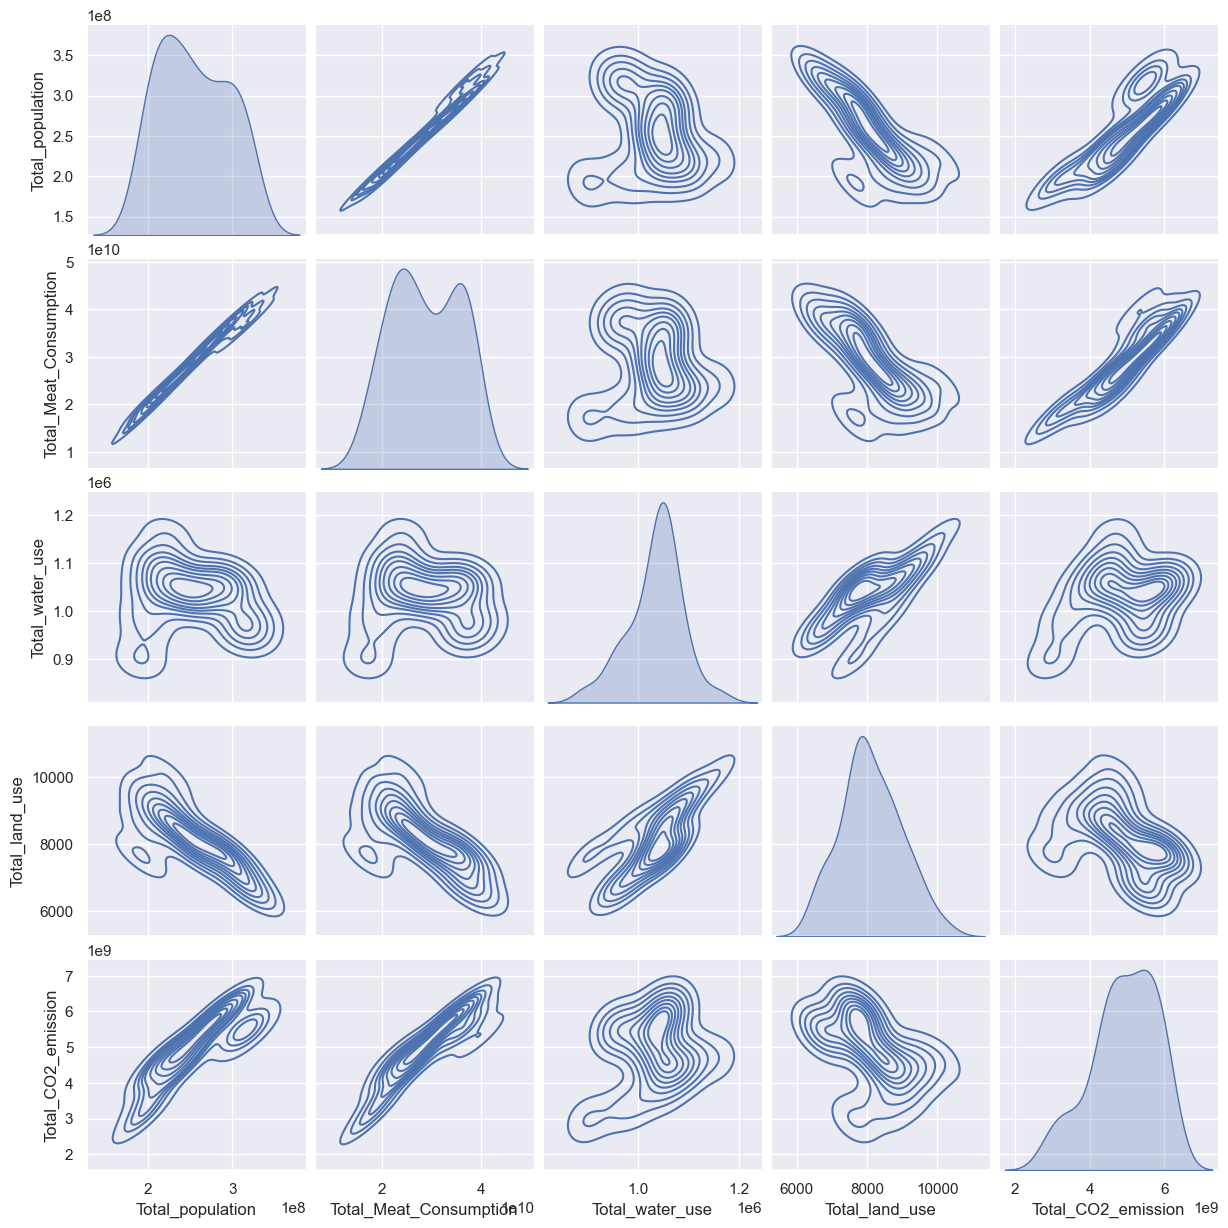 1e8
3.5
3.0
2.5
2.0
1.5
Total_population
1e10
5
4
3
2
1
Total_Meat_Consumption
1e6
1.2
1.1
1.0
0.9
Total_water_use
10000
8000
6000
Total_land_use
1e9
7
6
5
4
3
2
Total_CO2_emission
2 3 2 4 1.0 1.2 6000 8000 10000 2 4 6
1e8 1e10 1e6 1e9
Total_population Total_Meat_Consumption Total_water_use Total_land_use Total_CO2_emission